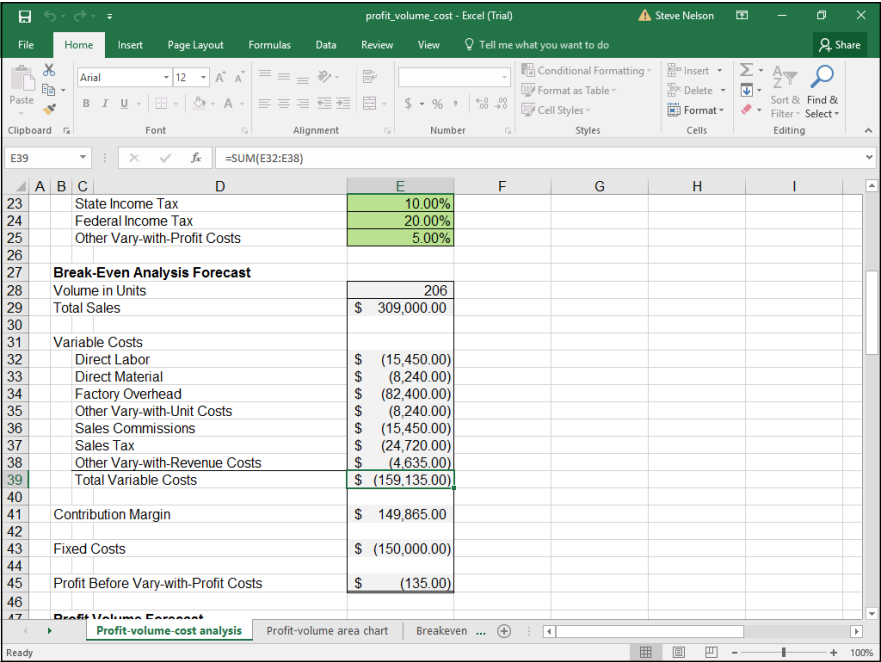 profit_volume_cost - Excel (Trial) Steve Nelson
File Home Insert Page Layout Formulas Data Review View Tell me what you want to do Share
Arial 12 A A Conditional Formatting Insert
Format as Table Delete
Paste B I U A $ % , Cell Styles Format Sort & Filter Find & Select
Clipboard Font Alignment Number Styles Cells Editing
E39 fx =SUM(E32:E38)
A B C D E F G H I
23 State Income Tax 10.00%
24 Federal Income Tax 20.00%
25 Other Vary-with-Profit Costs 5.00%
26
27 Break-Even Analysis Forecast
28 Volume in Units 206
29 Total Sales $ 309,000.00
30
31 Variable Costs
32 Direct Labor $ (15,450.00)
33 Direct Material $ (8,240.00)
34 Factory Overhead $ (82,400.00)
35 Other Vary-with-Unit Costs $ (8,240.00)
36 Sales Commissions $ (15,450.00)
37 Sales Tax $ (24,720.00)
38 Other Vary-with-Revenue Costs $ (4,635.00)
39 Total Variable Costs $ (159,135.00)
40
41 Contribution Margin $ 149,865.00
42
43 Fixed Costs $ (150,000.00)
44
45 Profit Before Vary-with-Profit Costs $ (135.00)
46
47 Profit Volume Forecast
Profit-volume-cost analysis Profit-volume area chart Breakeven ...
Ready 100%